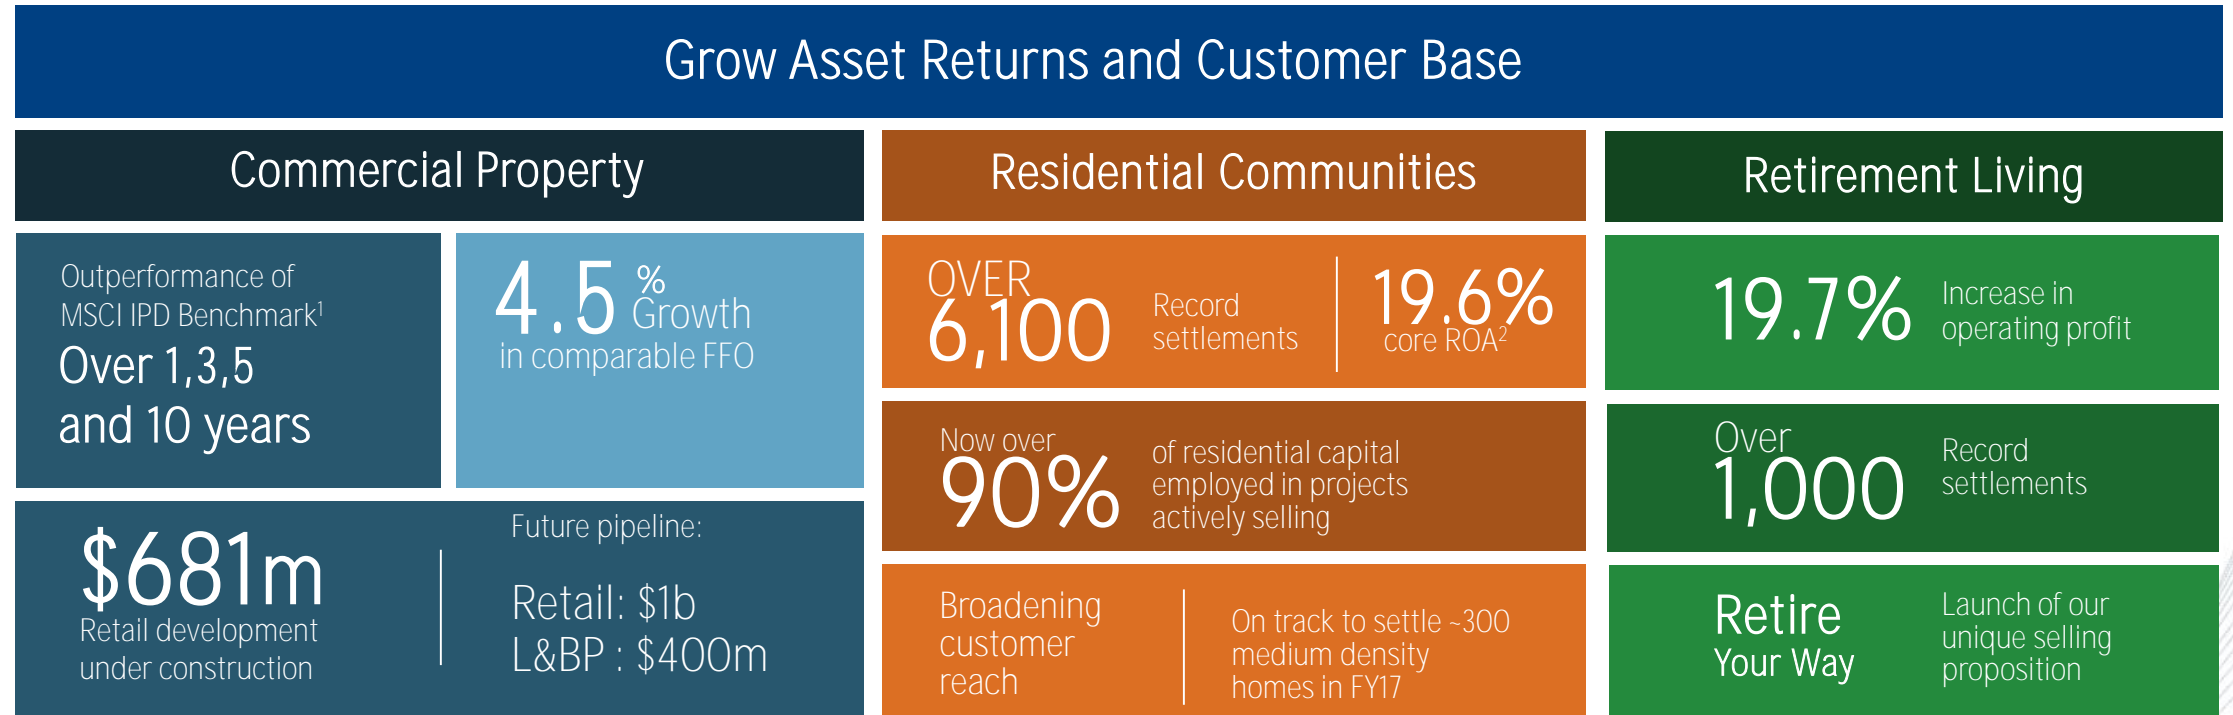 Grow Asset Returns and Customer Base
Commercial Property
Outperformance of
MSCI IPD Benchmark¹
Over 1,3,5
and 10 years
4.5 %
Growth
in comparable FFO
$681m
Retail development
under construction
Future pipeline:
Retail: $1b
L&BP : $400m
Residential Communities
OVER
6,100
Record
settlements
19.6%
core ROA²
Now over
90%
of residential capital
employed in projects
actively selling
Broadening
customer
reach
On track to settle ~300
medium density
homes in FY17
Retirement Living
19.7%
Increase in
operating profit
Over
1,000
Record
settlements
Retire
Your Way
Launch of our
unique selling
proposition